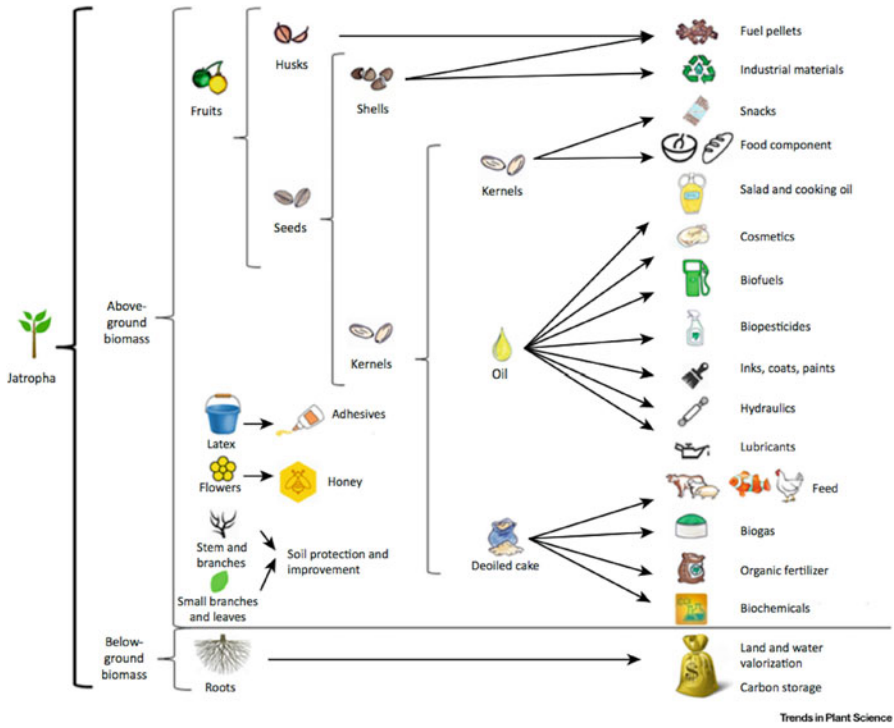 Jatropha
Above-
ground
biomass
Below-
ground
biomass
Fruits
Husks
Seeds
Shells
Kernels
Latex
Adhesives
Flowers
Honey
Stem and
branches
Small branches
and leaves
Soil protection and
improvement
Roots
Kernels
Oil
Deoiled cake
Fuel pellets
Industrial materials
Snacks
Food component
Salad and cooking oil
Cosmetics
Biofuels
Biopesticides
Inks, coats, paints
Hydraulics
Lubricants
Feed
Biogas
Organic fertilizer
Biochemicals
Land and water
valorization
Carbon storage
$
Trends in Plant Science